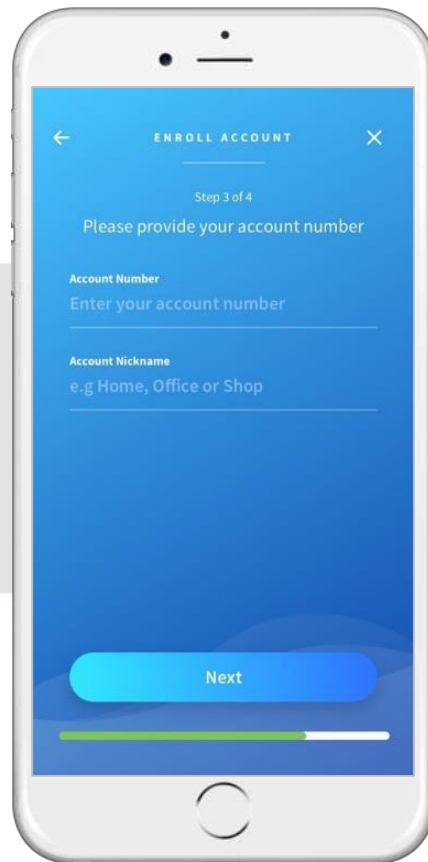 ENROLL ACCOUNT
Step 3 of 4
Please provide your account number
Account Number
Enter your account number
Account Nickname
e.g Home, Office or Shop
Next